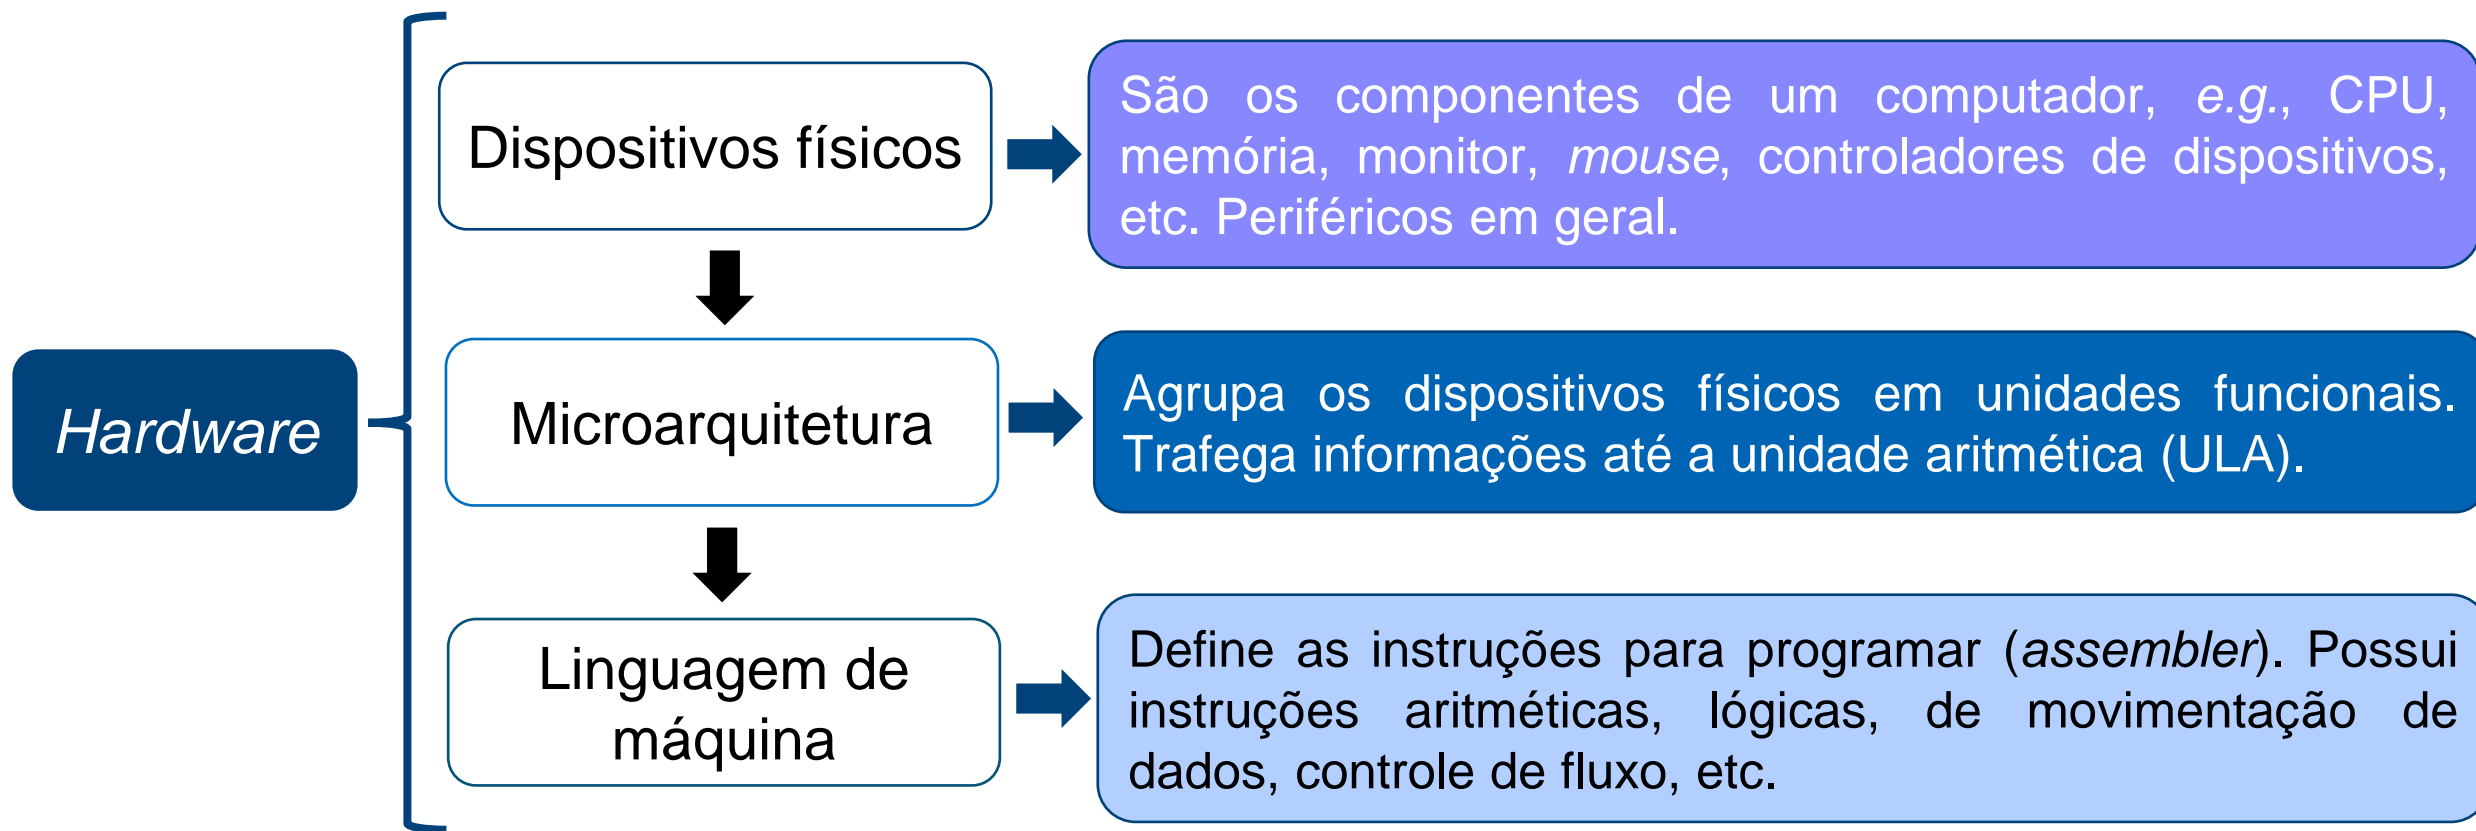 Hardware
Dispositivos físicos
São os componentes de um computador, e.g., CPU,
memória, monitor, mouse, controladores de dispositivos,
etc. Periféricos em geral.
Microarquitetura
Agrupa os dispositivos físicos em unidades funcionais.
Trafega informações até a unidade aritmética (ULA).
Linguagem de
máquina
Define as instruções para programar (assembler). Possui
instruções aritméticas, lógicas, de movimentação de
dados, controle de fluxo, etc.